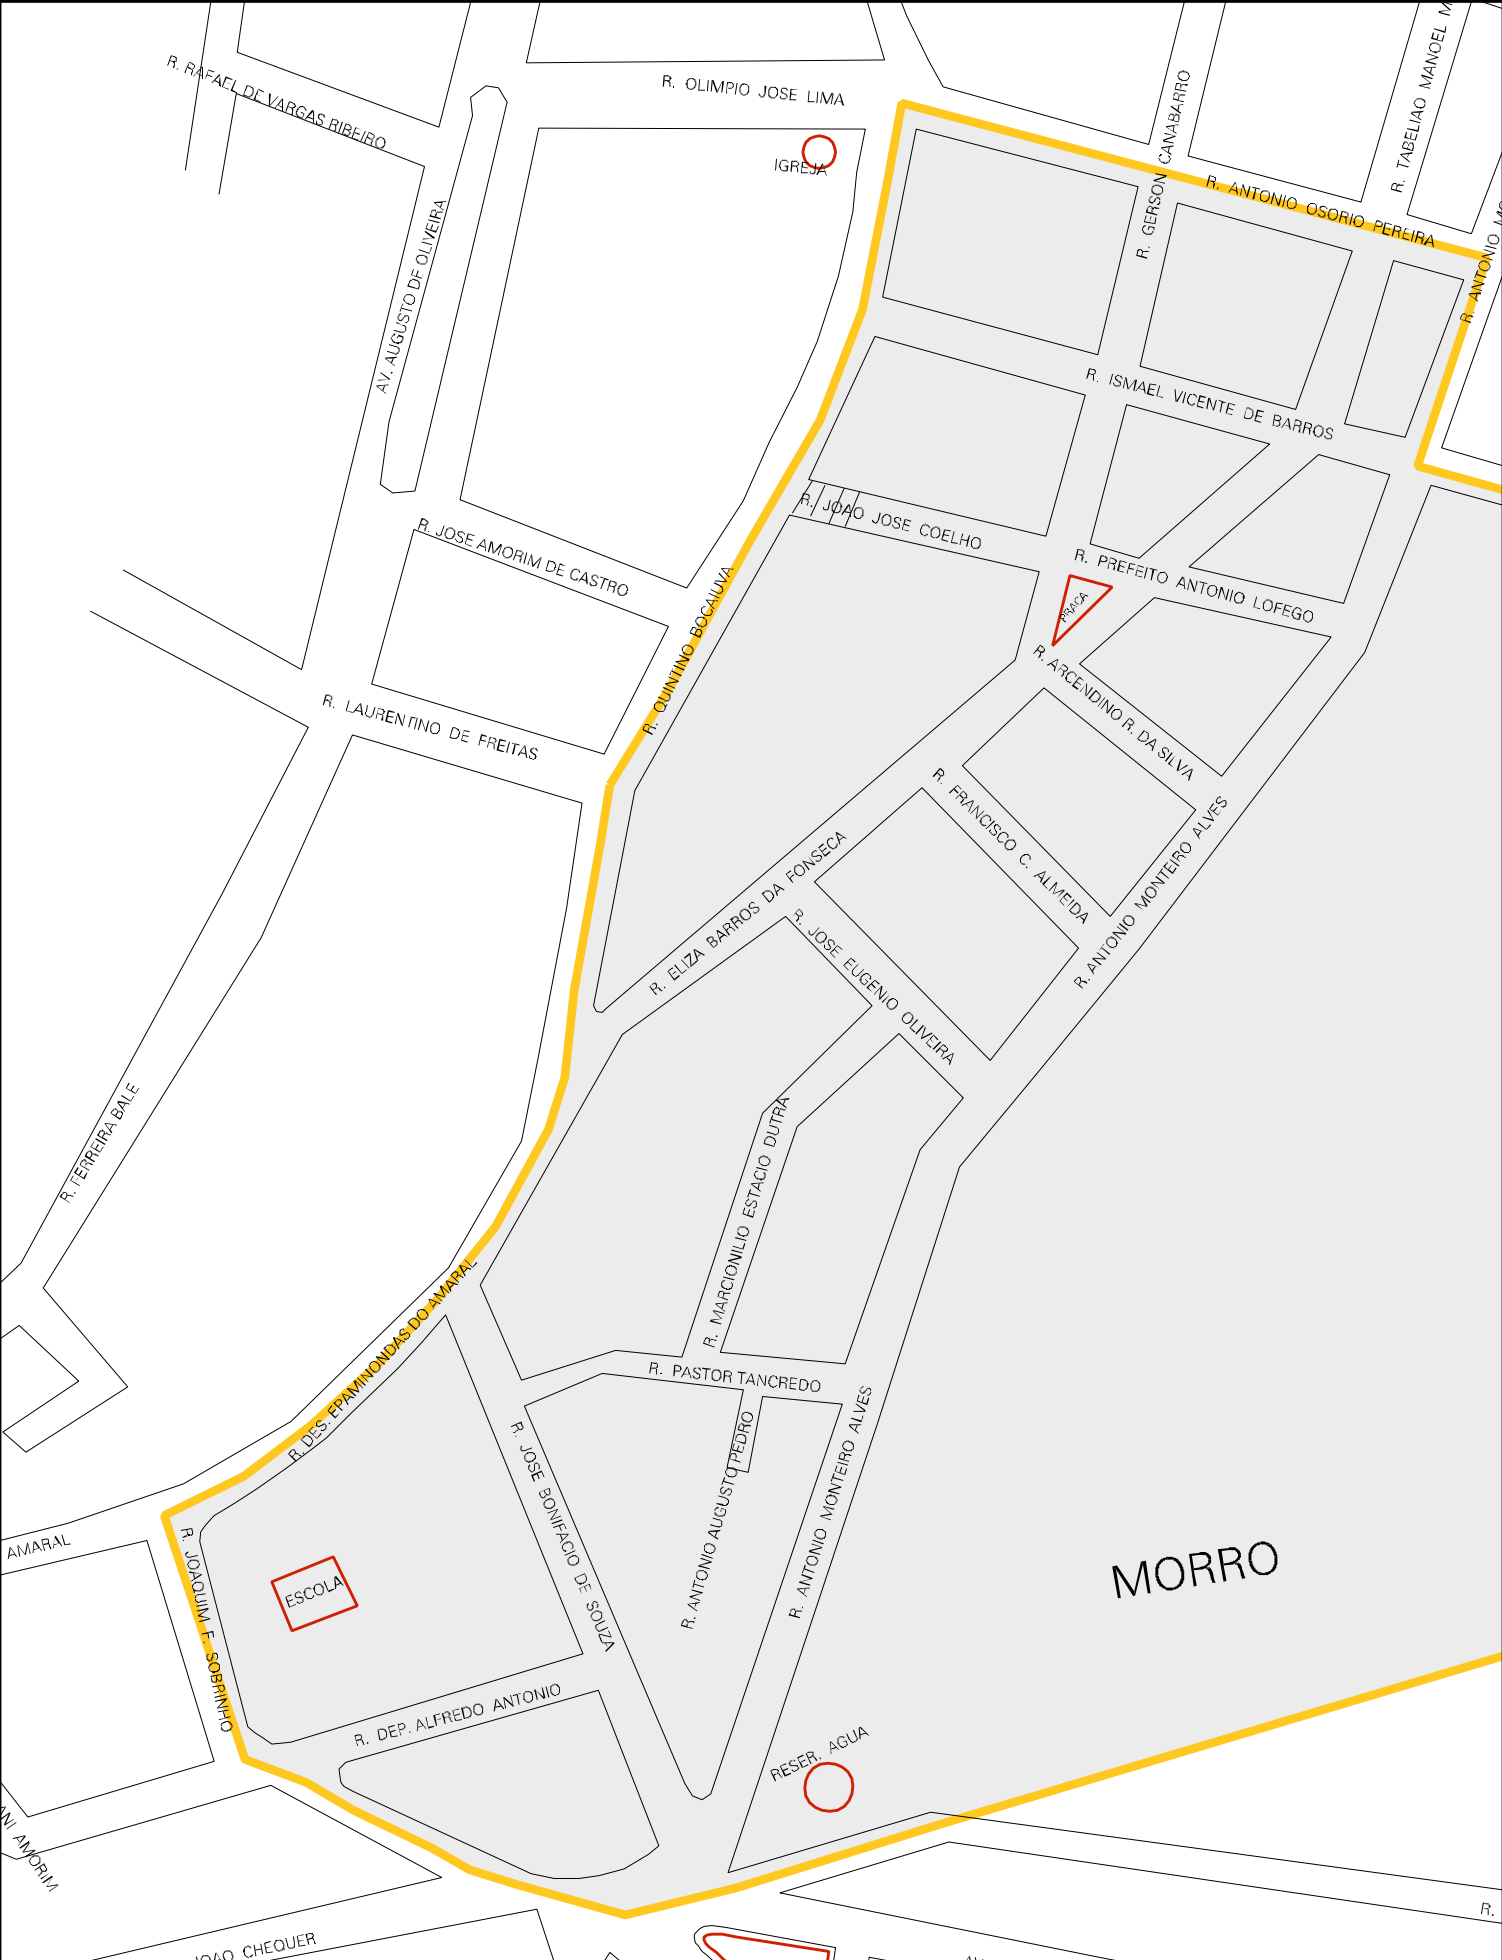 R. RAFAEL DE VARGAS RIBEIRO
R. OLIMPIO JOSE LIMA
IGREJA
R. GERSON CANABARRO
R. TABELIAO MANOEL
R. ANTONIO OSORIO PEREIRA
R. ANTONIO
AV. AUGUSTO DE OLIVEIRA
R. ISMAEL VICENTE DE BARROS
R. JOAO JOSE COELHO
R. JOSE AMORIM DE CASTRO
R. PREFEITO ANTONIO LOFEGO
PRACA
R. QUINTINO BOCAIUVA
R. ARCENDINO R. DA SILVA
R. LAURENTINO DE FREITAS
R. FRANCISCO C. ALMEIDA
R. ANTONIO MONTEIRO ALVES
R. ELIZA BARROS DA FONSECA
R. JOSE EUGENIO OLIVEIRA
R. FERREIRA BALE
R. MARCIONILIO ESTACIO DUTRA
R. DES. EPAMINONDAS DO AMARAL
R. PASTOR TANCREDO
R. ANTONIO AUGUSTO PEDRO
R. ANTONIO MONTEIRO ALVES
R. JOSE BONIFACIO DE SOUZA
AMARAL
R. JOAQUIM F. SOBRINHO
ESCOLA
MORRO
R. DEP. ALFREDO ANTONIO
RESER. AGUA
AMORIM
R.
CHEQUER